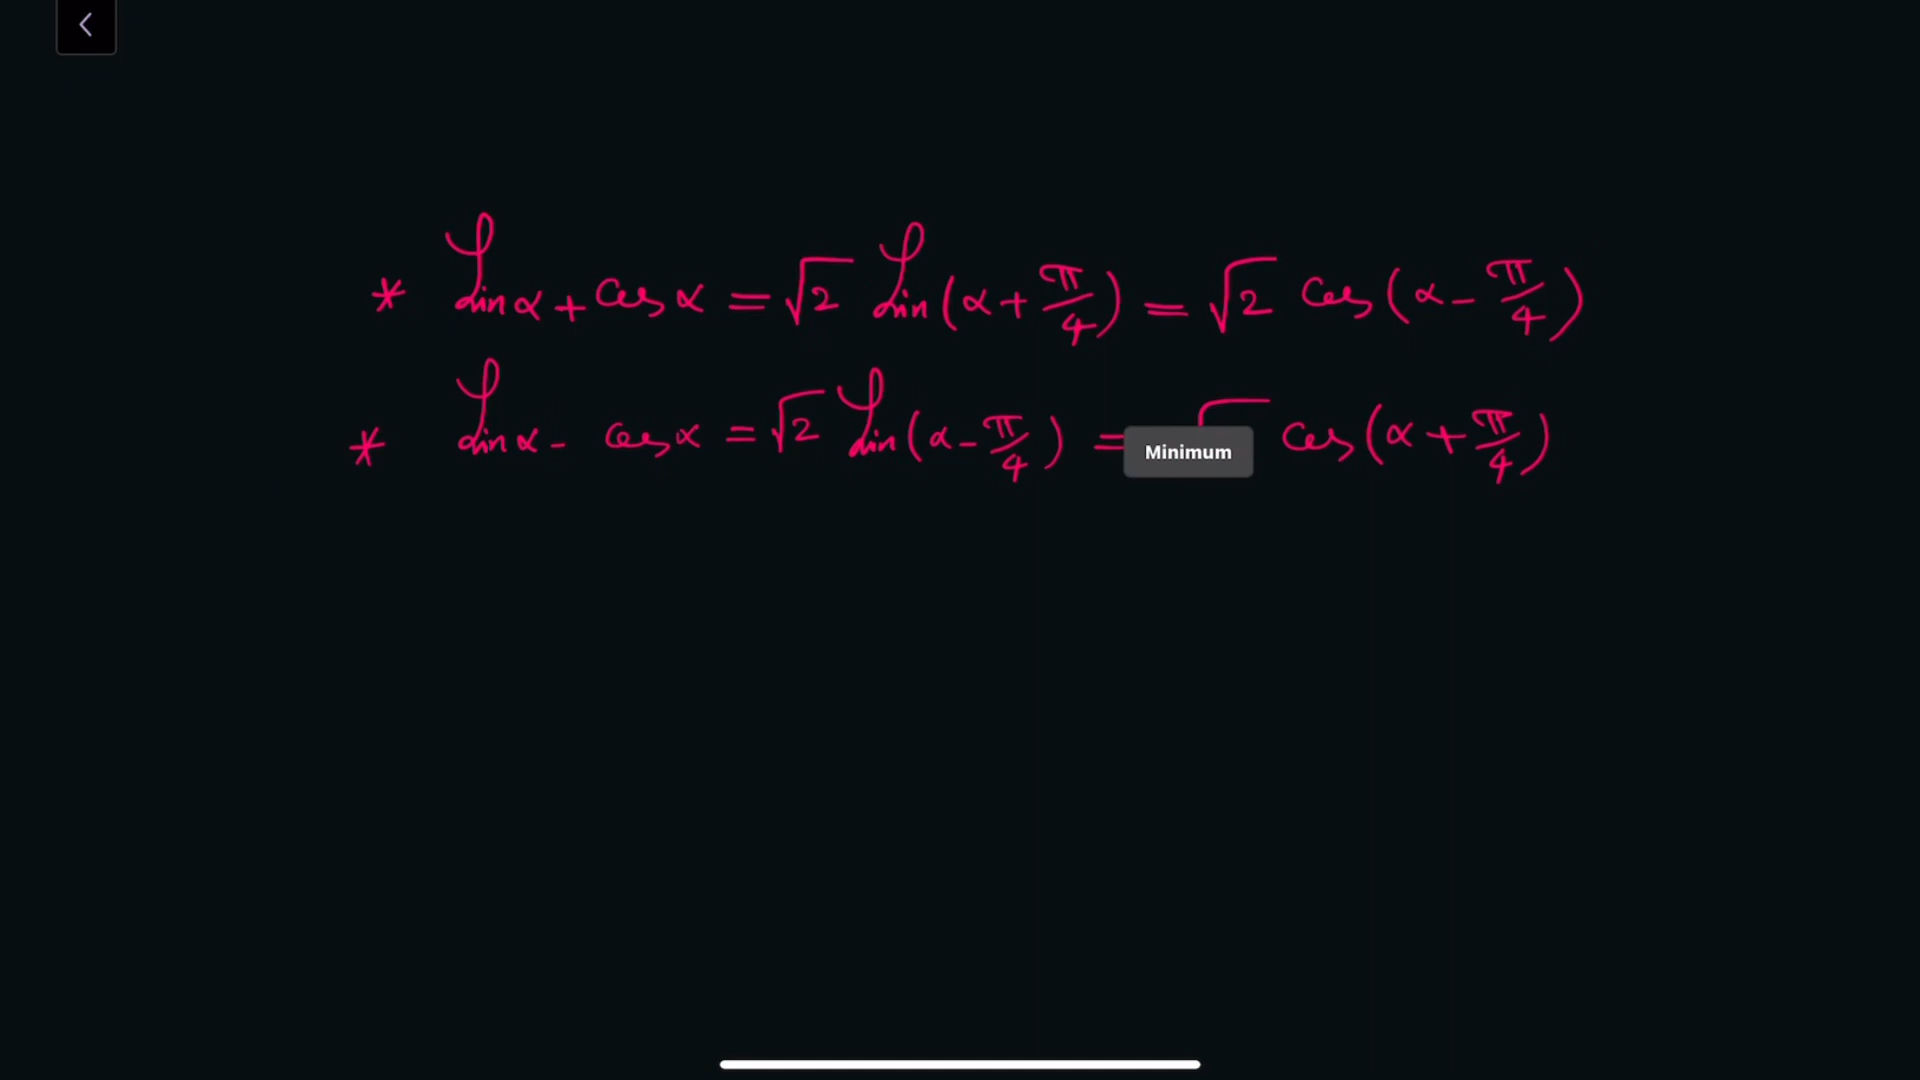 * Sin α + cos α = √2 Sin (α + π/4) = √2 cos (α - π/4)
* Sin α - cos α = √2 Sin (α - π/4) = √ cos (α + π/4)
Minimum